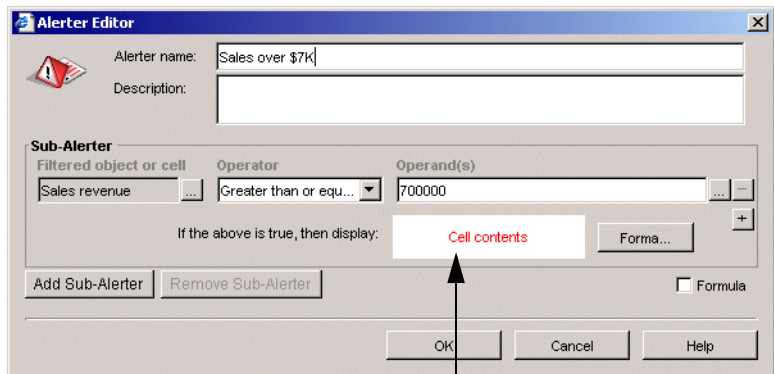 Alerter Editor
Alerter name: Sales over $7K
Description:
Sub-Alerter
Filtered object or cell Operator Operand(s)
Sales revenue ... Greater than or equ... 700000 ...
If the above is true, then display: Cell contents Forma...
Add Sub-Alerter Remove Sub-Alerter Formula
OK Cancel Help